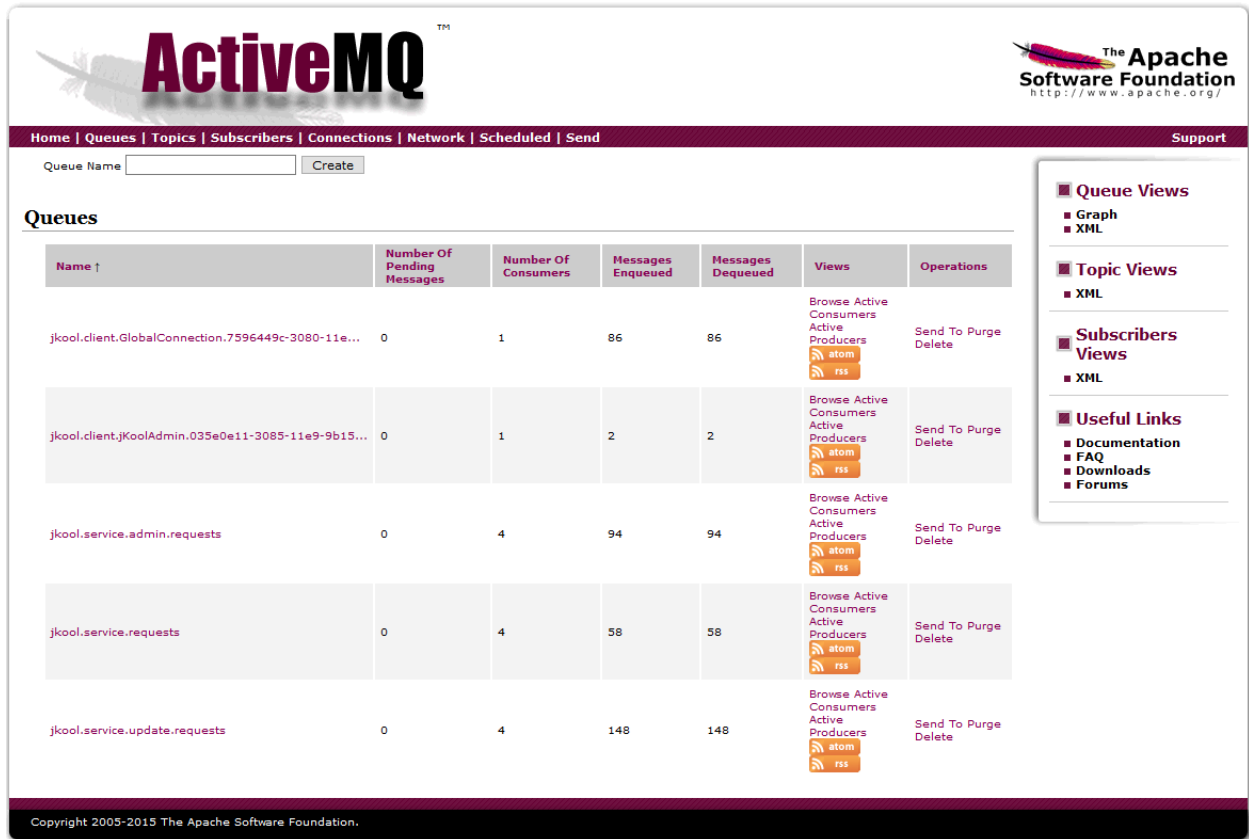 ActiveMQ ™
The Apache
Software Foundation
http://www.apache.org/
Home | Queues | Topics | Subscribers | Connections | Network | Scheduled | Send
Support
Queue Name
Create
Queues
Name ↑
Number Of
Pending
Messages
Number Of
Consumers
Messages
Enqueued
Messages
Dequeued
Views
Operations
jkool.client.GlobalConnection.7596449c-3080-11e...
0
1
86
86
Browse Active
Consumers
Active
Producers
atom
rss
Send To Purge
Delete
jkool.client.jKoolAdmin.035e0e11-3085-11e9-9b15...
0
1
2
2
Browse Active
Consumers
Active
Producers
atom
rss
Send To Purge
Delete
jkool.service.admin.requests
0
4
94
94
Browse Active
Consumers
Active
Producers
atom
rss
Send To Purge
Delete
jkool.service.requests
0
4
58
58
Browse Active
Consumers
Active
Producers
atom
rss
Send To Purge
Delete
jkool.service.update.requests
0
4
148
148
Browse Active
Consumers
Active
Producers
atom
rss
Send To Purge
Delete
Queue Views
Graph
XML
Topic Views
XML
Subscribers
Views
XML
Useful Links
Documentation
FAQ
Downloads
Forums
Copyright 2005-2015 The Apache Software Foundation.